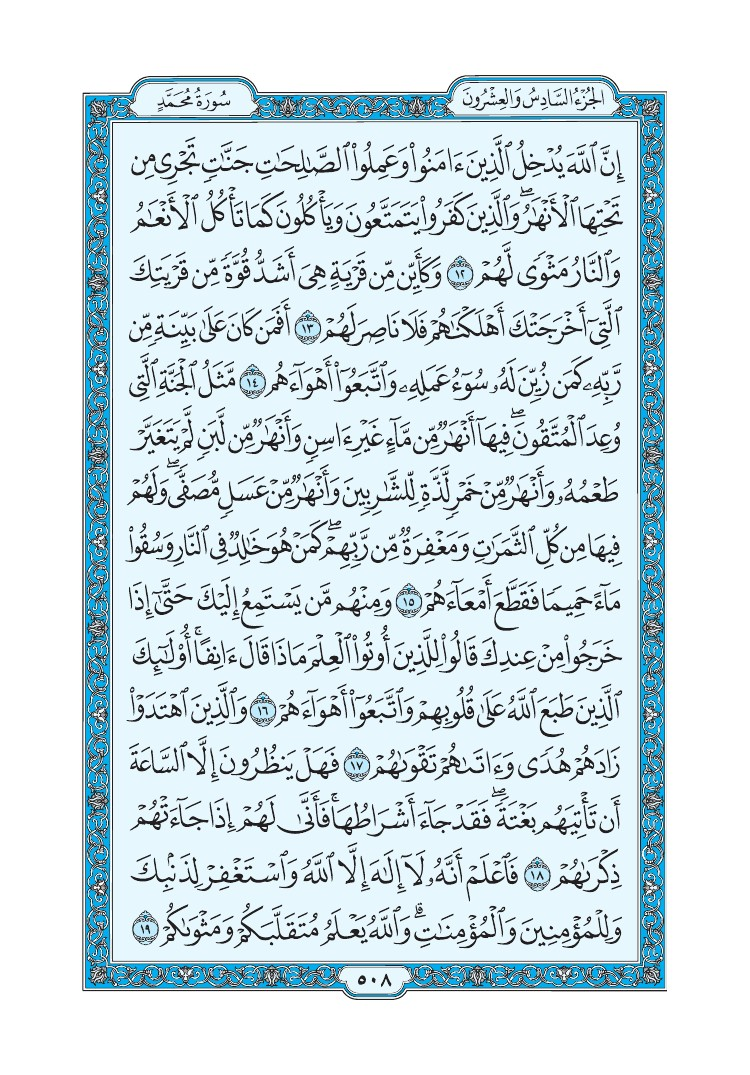 الجُزْءُ السَّادِسُ وَالعِشْرُونَ
سُورَةُ مُحَمَّدٍ
إِنَّ ٱللَّهَ يُدۡخِلُ ٱلَّذِينَ ءَامَنُواْ وَعَمِلُواْ ٱلصَّٰلِحَٰتِ جَنَّٰتٖ تَجۡرِي مِن
تَحۡتِهَا ٱلۡأَنۡهَٰرُۖ وَٱلَّذِينَ كَفَرُواْ يَتَمَتَّعُونَ وَيَأۡكُلُونَ كَمَا تَأۡكُلُ ٱلۡأَنۡعَٰمُ
وَٱلنَّارُ مَثۡوٗى لَّهُمۡ ١٢ وَكَأَيِّن مِّن قَرۡيَةٍ هِيَ أَشَدُّ قُوَّةٗ مِّن قَرۡيَتِكَ
ٱلَّتِيٓ أَخۡرَجَتۡكَ أَهۡلَكۡنَٰهُمۡ فَلَا نَاصِرَ لَهُمۡ ١٣ أَفَمَن كَانَ عَلَىٰ بَيِّنَةٖ مِّن
رَّبِّهِۦ كَمَن زُيِّنَ لَهُۥ سُوٓءُ عَمَلِهِۦ وَٱتَّبَعُوٓاْ أَهۡوَآءَهُم ١٤ مَّثَلُ ٱلۡجَنَّةِ ٱلَّتِي
وُعِدَ ٱلۡمُتَّقُونَۖ فِيهَآ أَنۡهَٰرٞ مِّن مَّآءٍ غَيۡرِ ءَاسِنٖ وَأَنۡهَٰرٞ مِّن لَّبَنٖ لَّمۡ يَتَغَيَّرۡ
طَعۡمُهُۥ وَأَنۡهَٰرٞ مِّنۡ خَمۡرٖ لَّذَّةٖ لِّلشَّٰرِبِينَ وَأَنۡهَٰرٞ مِّنۡ عَسَلٖ مُّصَفّٗىۖ وَلَهُمۡ
فِيهَا مِن كُلِّ ٱلثَّمَرَٰتِ وَمَغۡفِرَةٞ مِّن رَّبِّهِمۡۖ كَمَنۡ هُوَ خَٰلِدٞ فِي ٱلنَّارِ وَسُقُواْ
مَآءً حَمِيمٗا فَقَطَّعَ أَمۡعَآءَهُمۡ ١٥ وَمِنۡهُم مَّن يَسۡتَمِعُ إِلَيۡكَ حَتَّىٰٓ إِذَا
خَرَجُواْ مِنۡ عِندِكَ قَالُواْ لِلَّذِينَ أُوتُواْ ٱلۡعِلۡمَ مَاذَا قَالَ ءَانِفًاۚ أُوْلَٰٓئِكَ
ٱلَّذِينَ طَبَعَ ٱللَّهُ عَلَىٰ قُلُوبِهِمۡ وَٱتَّبَعُوٓاْ أَهۡوَآءَهُمۡ ١٦ وَٱلَّذِينَ ٱهۡتَدَوۡاْ
زَادَهُمۡ هُدٗى وَءَاتَىٰهُمۡ تَقۡوَىٰهُمۡ ١٧ فَهَلۡ يَنظُرُونَ إِلَّا ٱلسَّاعَةَ
أَن تَأۡتِيَهُم بَغۡتَةٗۖ فَقَدۡ جَآءَ أَشۡرَاطُهَاۚ فَأَنَّىٰ لَهُمۡ إِذَا جَآءَتۡهُمۡ
ذِكۡرَىٰهُمۡ ١٨ فَٱعۡلَمۡ أَنَّهُۥ لَآ إِلَٰهَ إِلَّا ٱللَّهُ وَٱسۡتَغۡفِرۡ لِذَنۢبِكَ
وَلِلۡمُؤۡمِنِينَ وَٱلۡمُؤۡمِنَٰتِۗ وَٱللَّهُ يَعۡلَمُ مُتَقَلَّبَكُمۡ وَمَثۡوَىٰكُمۡ ١٩
٥٠٨